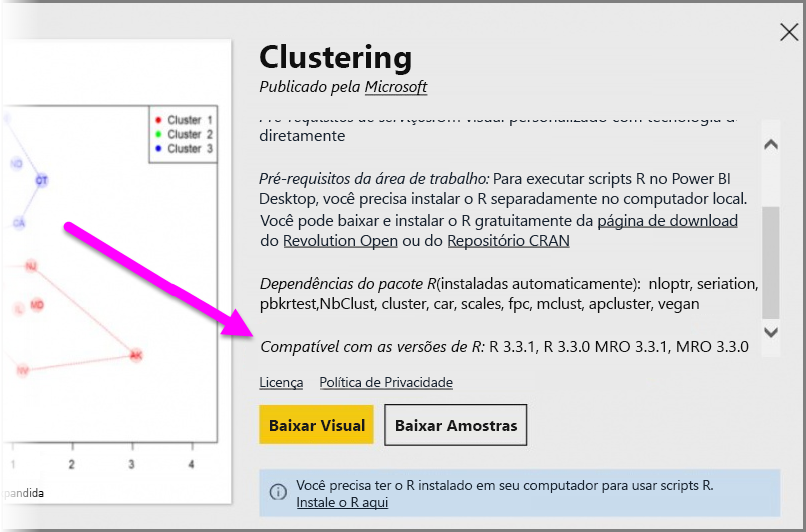 Clustering
Publicado pela Microsoft
Cluster 1
Cluster 2
Cluster 3
ND
CT
CA
NJ
MD
AK
NV
1 2 3 4
pandida
diretamente
Pré-requisitos da área de trabalho: Para executar scripts R no Power BI
Desktop, você precisa instalar o R separadamente no computador local.
Você pode baixar e instalar o R gratuitamente da página de download
do Revolution Open ou do Repositório CRAN
Dependências do pacote R(instaladas automaticamente): nloptr, seriation,
pbkrtest,NbClust, cluster, car, scales, fpc, mclust, apcluster, vegan
Compatível com as versões de R: R 3.3.1, R 3.3.0 MRO 3.3.1, MRO 3.3.0
Licença Política de Privacidade
Baixar Visual Baixar Amostras
Você precisa ter o R instalado em seu computador para usar scripts R.
Instale o R aqui